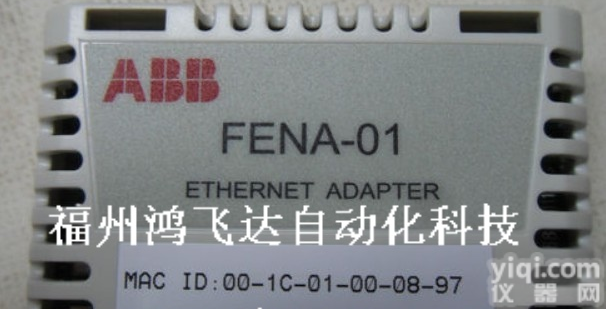 ABB
FENA-01
ETHERNET ADAPTER
福州鸿飞达自动化科技
MAC ID:00-1C-01-00-08-97
yiqi.com
仪器网